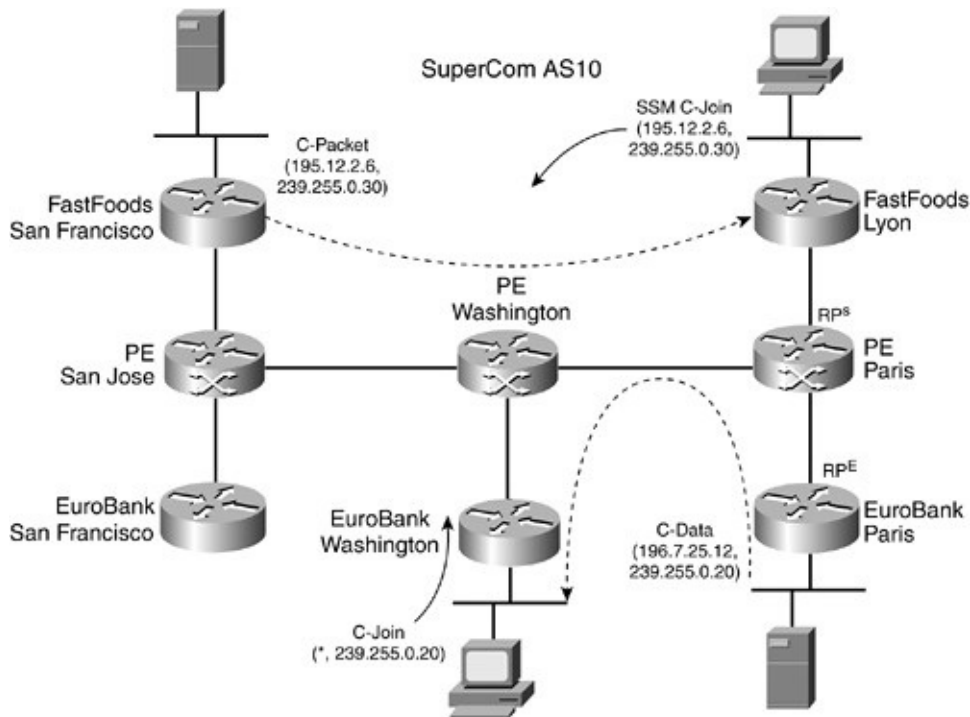 SuperCom AS10
C-Packet
(195.12.2.6,
239.255.0.30)
SSM C-Join
(195.12.2.6,
239.255.0.30)
FastFoods
San Francisco
FastFoods
Lyon
PE
Washington
PE
San Jose
RPs
PE
Paris
EuroBank
San Francisco
EuroBank
Washington
C-Data
(196.7.25.12,
239.255.0.20)
RPE
EuroBank
Paris
C-Join
(*, 239.255.0.20)